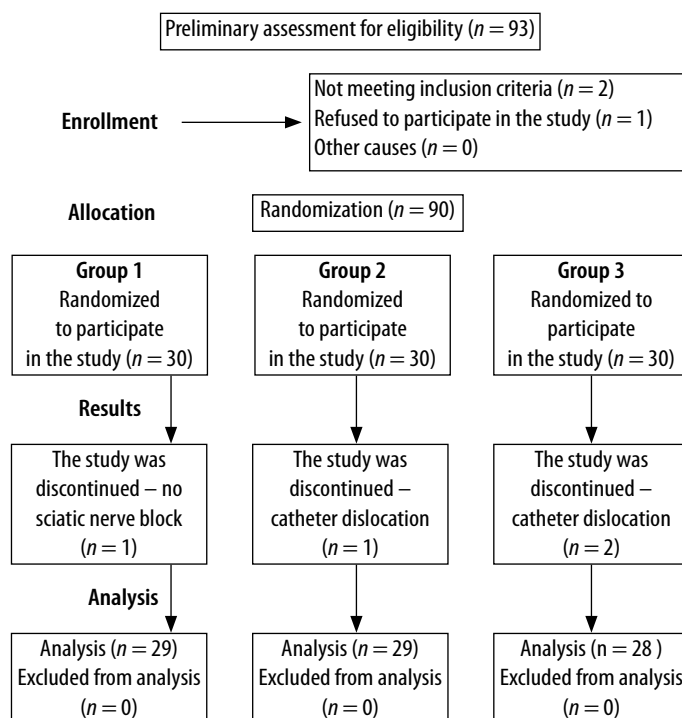 Preliminary assessment for eligibility (n = 93)
Not meeting inclusion criteria (n = 2)
Enrollment
Refused to participate in the study (n = 1)
Other causes (n = 0)
Allocation
Randomization (n = 90)
Group 1
Randomized
to participate
in the study (n = 30)
Group 2
Randomized
to participate
in the study (n = 30)
Group 3
Randomized to
participate
in the study (n = 30)
Results
The study was
discontinued – no
sciatic nerve block
(n = 1)
The study was
discontinued –
catheter dislocation
(n = 1)
The study was
discontinued –
catheter dislocation
(n = 2)
Analysis
Analysis (n = 29)
Excluded from analysis
(n = 0)
Analysis (n = 29)
Excluded from analysis
(n = 0)
Analysis (n = 28 )
Excluded from analysis
(n = 0)